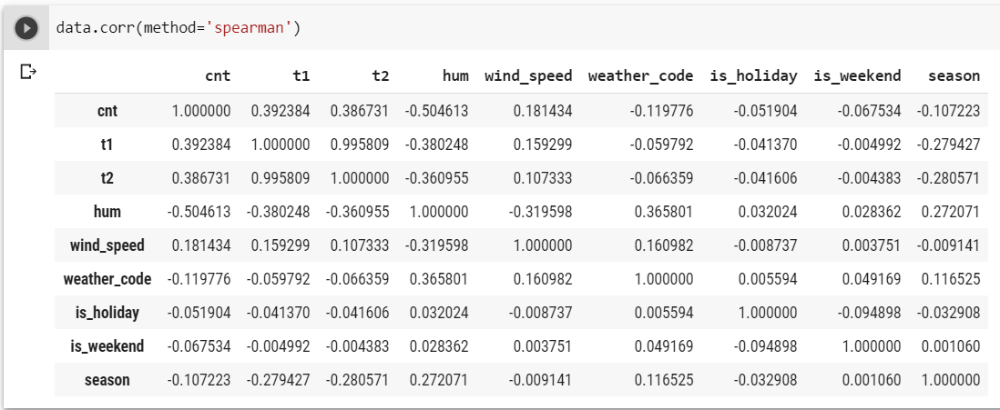 data.corr(method='spearman')
cnt t1 t2 hum wind_speed weather_code is_holiday is_weekend season
cnt 1.000000 0.392384 0.386731 -0.504613 0.181434 -0.119776 -0.051904 -0.067534 -0.107223
t1 0.392384 1.000000 0.995809 -0.380248 0.159299 -0.059792 -0.041370 -0.004992 -0.279427
t2 0.386731 0.995809 1.000000 -0.360955 0.107333 -0.066359 -0.041606 -0.004383 -0.280571
hum -0.504613 -0.380248 -0.360955 1.000000 -0.319598 0.365801 0.032024 0.028362 0.272071
wind_speed 0.181434 0.159299 0.107333 -0.319598 1.000000 0.160982 -0.008737 0.003751 -0.009141
weather_code -0.119776 -0.059792 -0.066359 0.365801 0.160982 1.000000 0.005594 0.049169 0.116525
is_holiday -0.051904 -0.041370 -0.041606 0.032024 -0.008737 0.005594 1.000000 -0.094898 -0.032908
is_weekend -0.067534 -0.004992 -0.004383 0.028362 0.003751 0.049169 -0.094898 1.000000 0.001060
season -0.107223 -0.279427 -0.280571 0.272071 -0.009141 0.116525 -0.032908 0.001060 1.000000